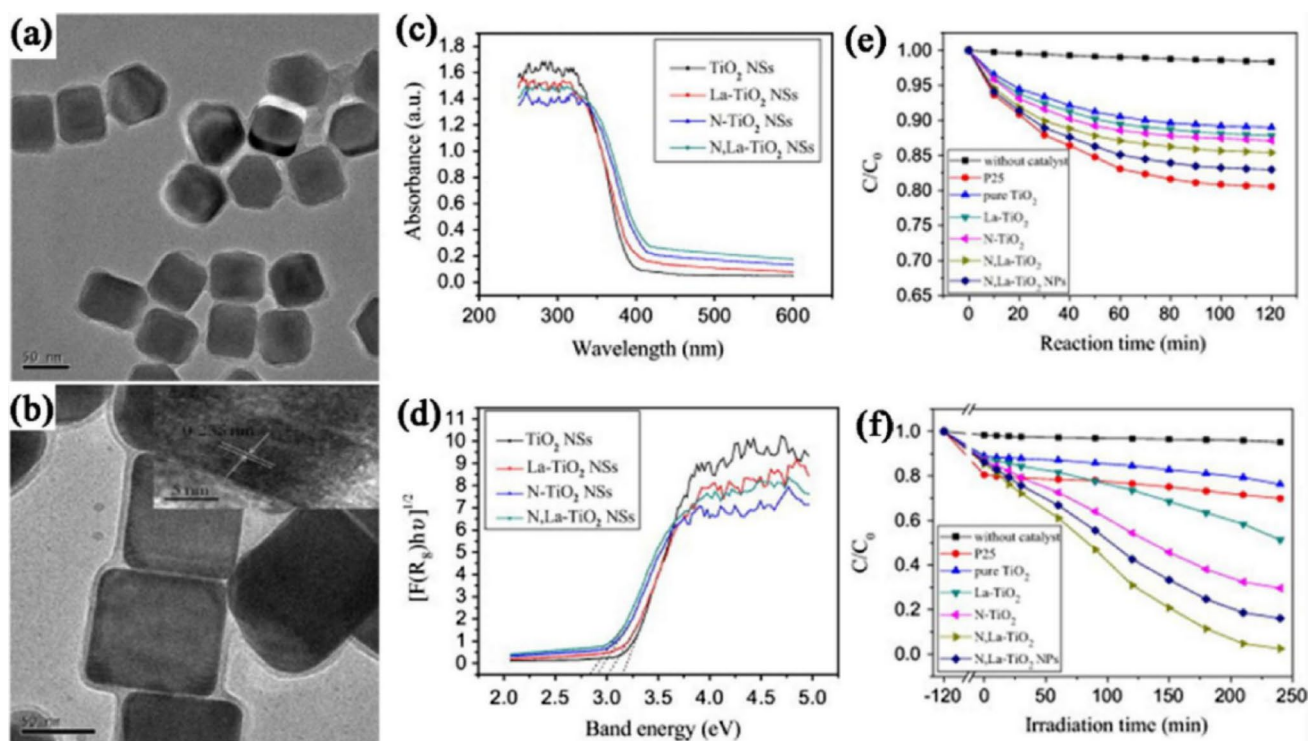 (a)
50 nm
(b)
0.235 nm
5 nm
50 nm
(c)
Absorbance (a.u.)
1.8
1.6
1.4
1.2
1.0
0.8
0.6
0.4
0.2
0.0
TiO₂ NSs
La-TiO₂ NSs
N-TiO₂ NSs
N,La-TiO₂ NSs
200 300 400 500 600
Wavelength (nm)
(d)
[F(R₈)hυ]^1/2
11
10
9
8
7
6
5
4
3
2
1
0
TiO₂ NSs
La-TiO₂ NSs
N-TiO₂ NSs
N,La-TiO₂ NSs
2.0 2.5 3.0 3.5 4.0 4.5 5.0
Band energy (eV)
(e)
C/C₀
1.00
0.95
0.90
0.85
0.80
0.75
0.70
0.65
without catalyst
P25
pure TiO₂
La-TiO₂
N-TiO₂
N,La-TiO₂
N,La-TiO₂ NPs
0 20 40 60 80 100 120
Reaction time (min)
(f)
C/C₀
1.0
0.8
0.6
0.4
0.2
0.0
without catalyst
P25
pure TiO₂
La-TiO₂
N-TiO₂
N,La-TiO₂
N,La-TiO₂ NPs
-120 0 50 100 150 200 250
Irradiation time (min)